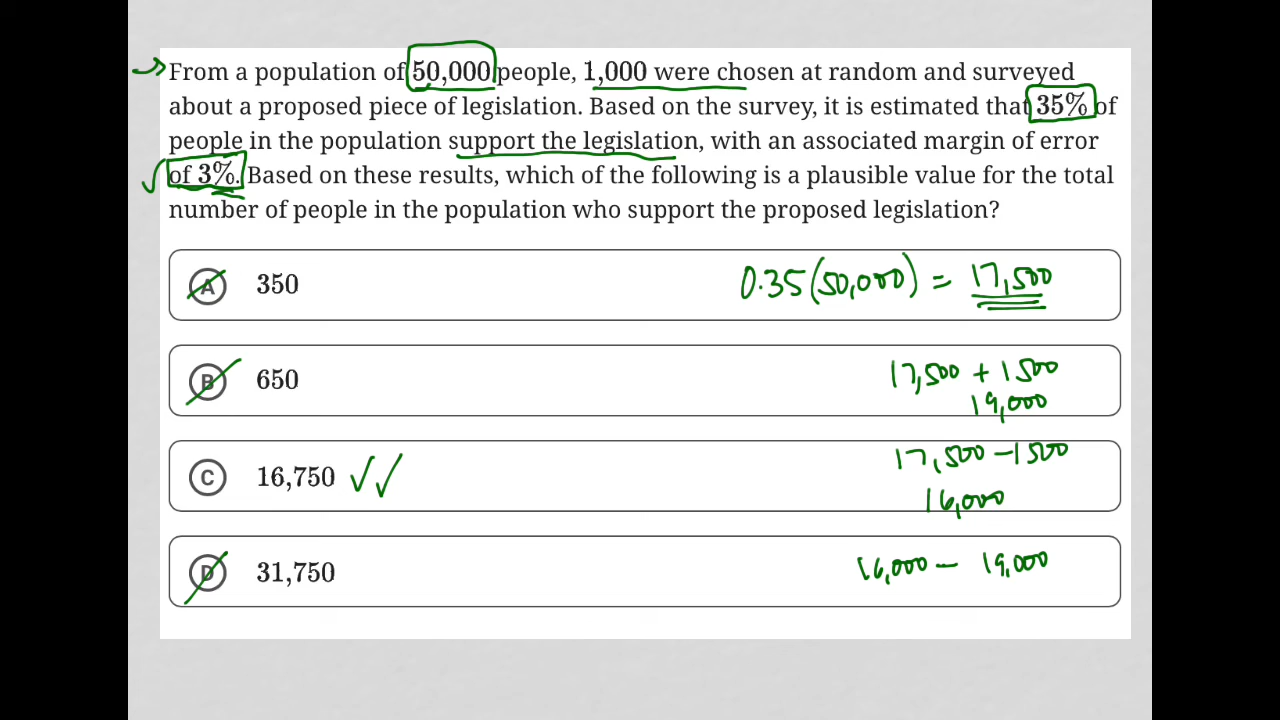 From a population of 50,000 people, 1,000 were chosen at random and surveyed
about a proposed piece of legislation. Based on the survey, it is estimated that 35% of
people in the population support the legislation, with an associated margin of error
of 3%. Based on these results, which of the following is a plausible value for the total
number of people in the population who support the proposed legislation?
A 350
0.35(50,000) = 17,500
B 650
17,500 + 1500
19,000
C 16,750
17,500 - 1500
16,000
D 31,750
16,000 - 19,000